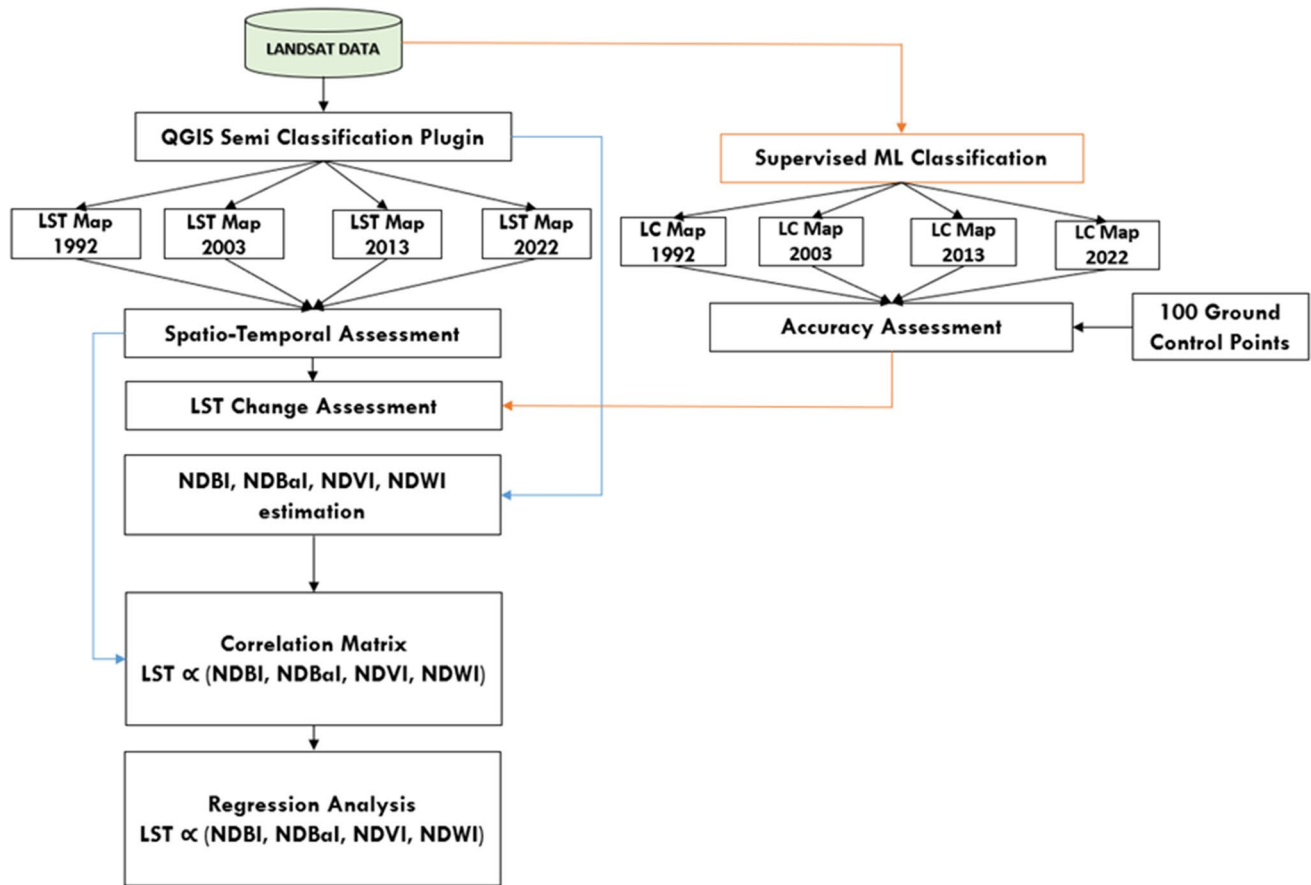 LANDSAT DATA
QGIS Semi Classification Plugin
LST Map
1992
LST Map
2003
LST Map
2013
LST Map
2022
Spatio-Temporal Assessment
LST Change Assessment
NDBI, NDBaI, NDVI, NDWI
estimation
Correlation Matrix
LST ∝ (NDBI, NDBaI, NDVI, NDWI)
Regression Analysis
LST ∝ (NDBI, NDBaI, NDVI, NDWI)
Supervised ML Classification
LC Map
1992
LC Map
2003
LC Map
2013
LC Map
2022
Accuracy Assessment
100 Ground
Control Points